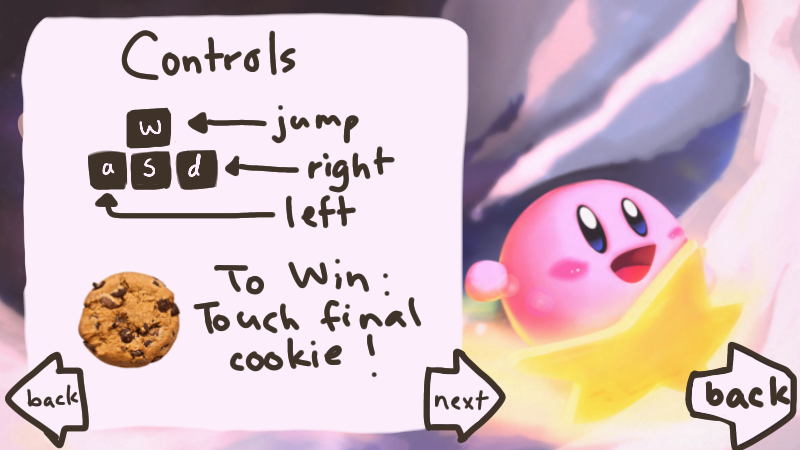 Controls
w
jump
a s d
right
left
To Win:
Touch final
cookie!
back
next
back